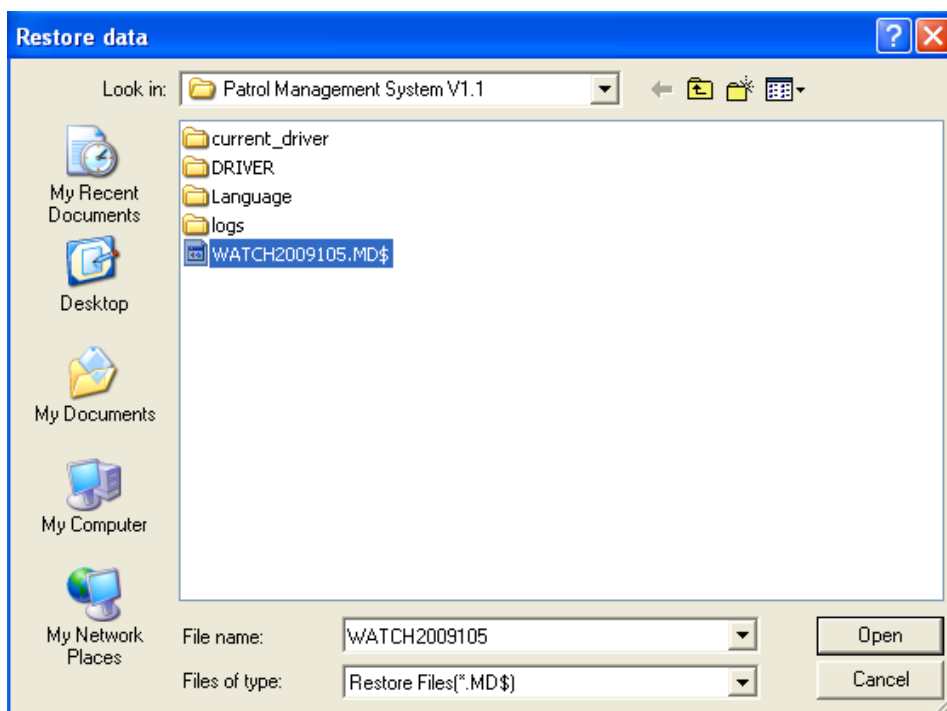 Restore data
Look in: Patrol Management System V1.1
current_driver
DRIVER
Language
logs
WATCH2009105.MD$
My Recent
Documents
Desktop
My Documents
My Computer
My Network
Places
File name: WATCH2009105 Open
Files of type: Restore Files(*.MD$) Cancel